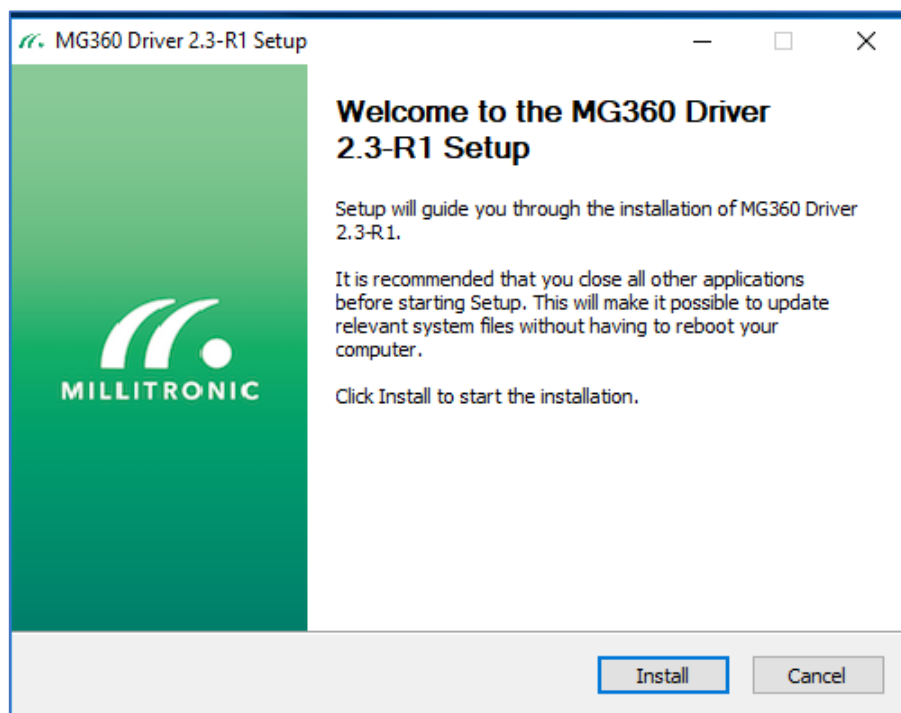 MG360 Driver 2.3-R1 Setup
MILLITRONIC
Welcome to the MG360 Driver
2.3-R1 Setup
Setup will guide you through the installation of MG360 Driver
2.3-R1.
It is recommended that you close all other applications
before starting Setup. This will make it possible to update
relevant system files without having to reboot your
computer.
Click Install to start the installation.
Install
Cancel